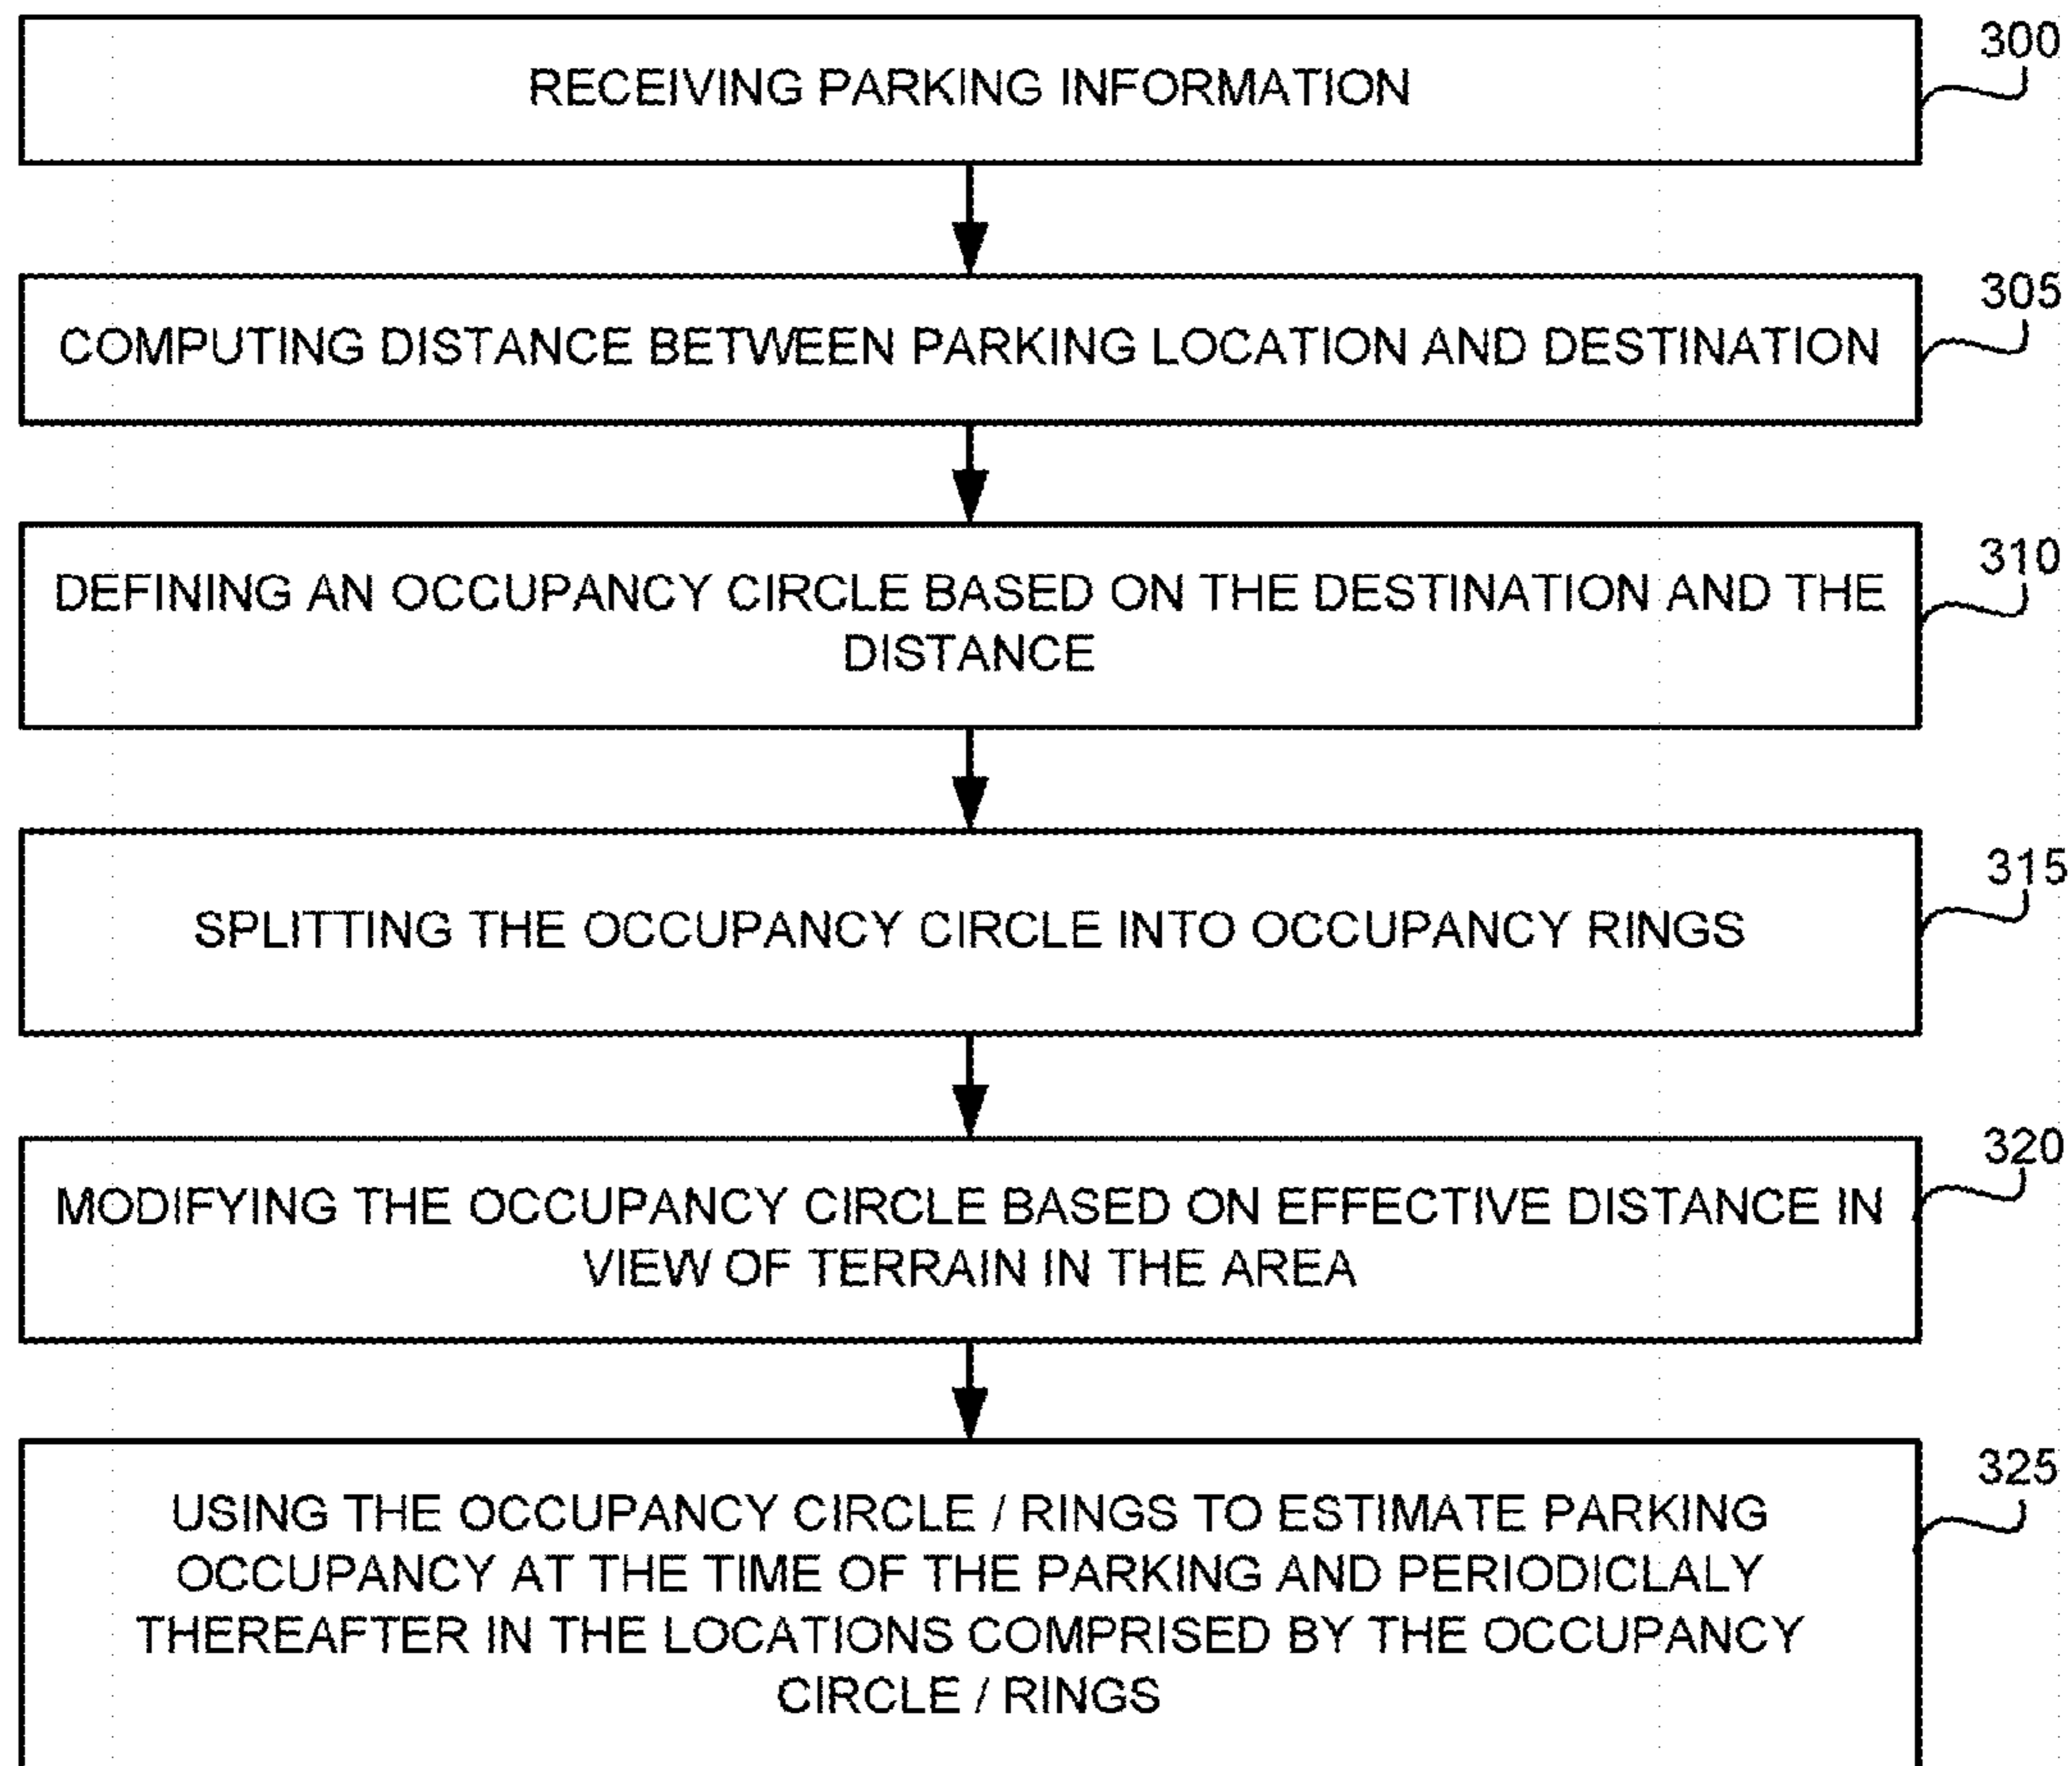 300
RECEIVING PARKING INFORMATION
305
COMPUTING DISTANCE BETWEEN PARKING LOCATION AND DESTINATION
310
DEFINING AN OCCUPANCY CIRCLE BASED ON THE DESTINATION AND THE
DISTANCE
315
SPLITTING THE OCCUPANCY CIRCLE INTO OCCUPANCY RINGS
320
MODIFYING THE OCCUPANCY CIRCLE BASED ON EFFECTIVE DISTANCE IN
VIEW OF TERRAIN IN THE AREA
325
USING THE OCCUPANCY CIRCLE / RINGS TO ESTIMATE PARKING
OCCUPANCY AT THE TIME OF THE PARKING AND PERIODICLALY
THEREAFTER IN THE LOCATIONS COMPRISED BY THE OCCUPANCY
CIRCLE / RINGS